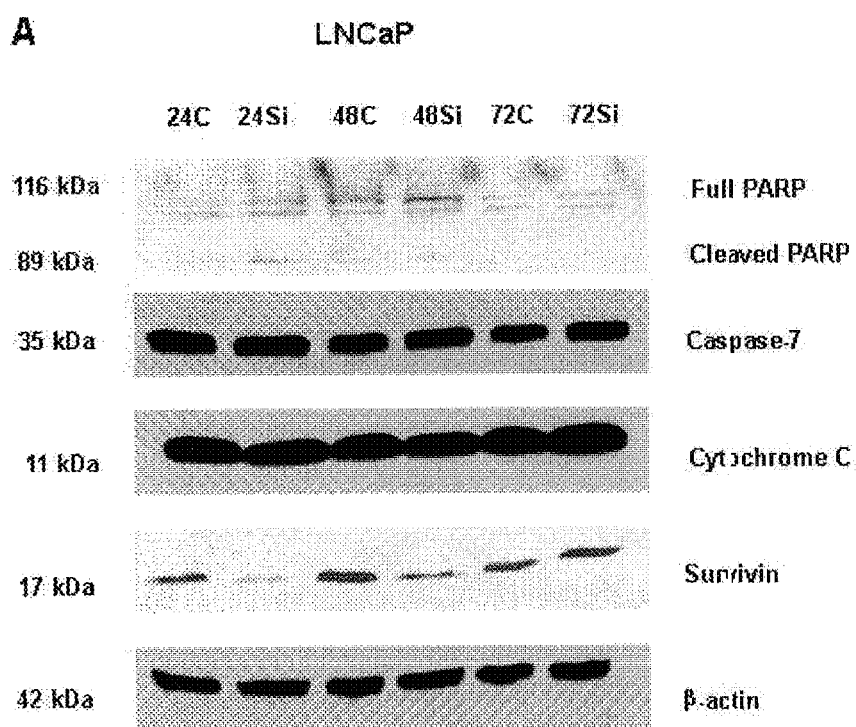 A
LNCaP
24C 24Si 48C 48Si 72C 72Si
116 kDa Full PARP
89 kDa Cleaved PARP
35 kDa Caspase-7
11 kDa Cytochrome C
17 kDa Survivin
42 kDa β-actin